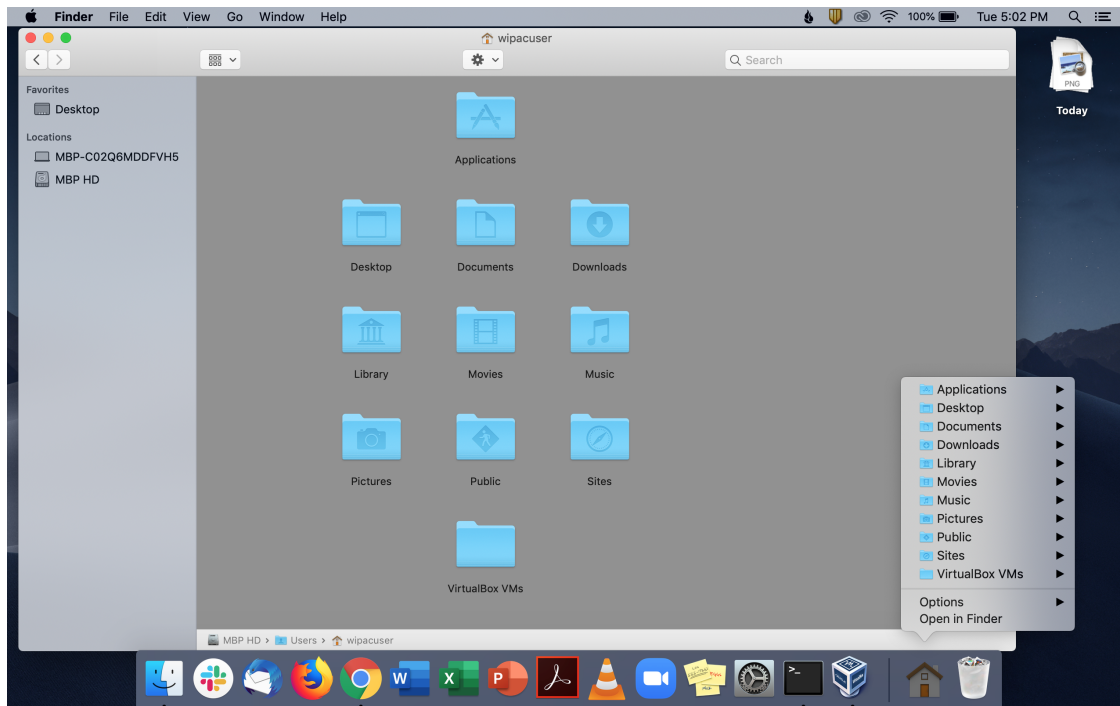 Finder File Edit View Go Window Help 100% Tue 5:02 PM
wipacuser
Search
PNG
Today
Favorites
Desktop
Locations
MBP-C02Q6MDDFVH5
MBP HD
Applications
Desktop Documents Downloads
Library Movies Music
Pictures Public Sites
VirtualBox VMs
Applications
Desktop
Documents
Downloads
Library
Movies
Music
Pictures
Public
Sites
VirtualBox VMs
Options
Open in Finder
MBP HD › Users › wipacuser
W X P >_